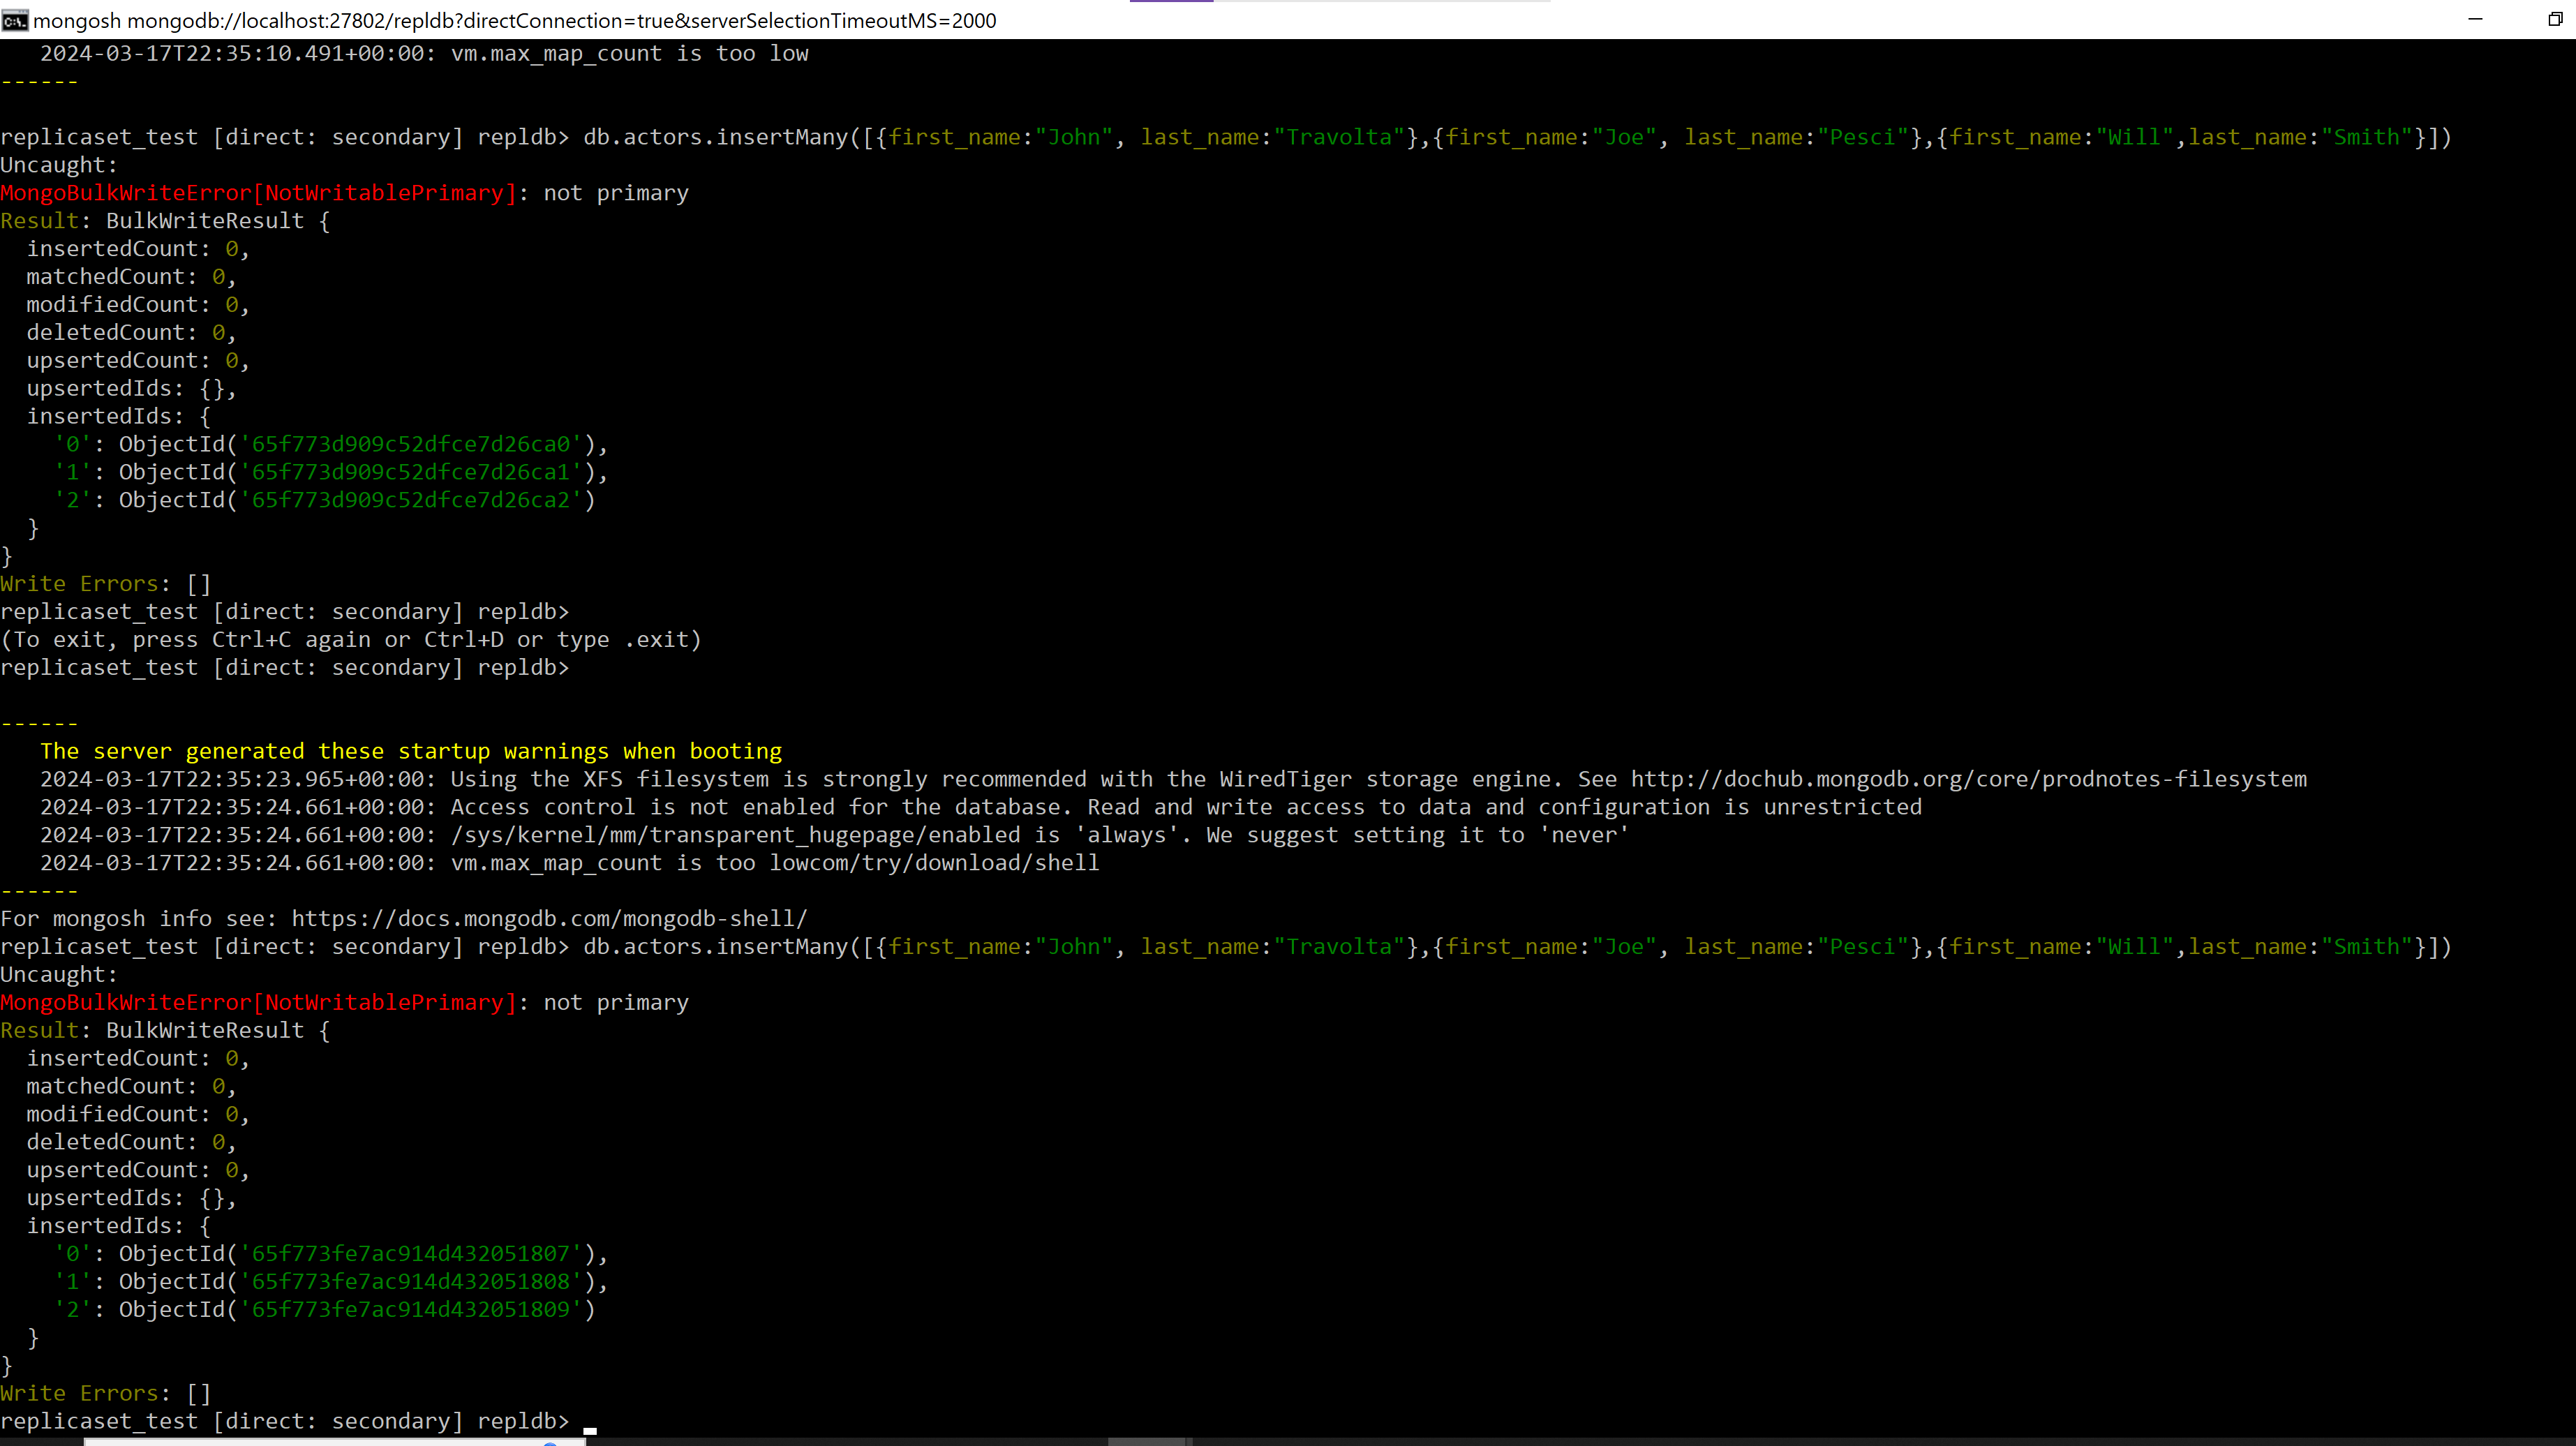 mongosh mongodb://localhost:27802/repldb?directConnection=true&serverSelectionTimeoutMS=2000
   2024-03-17T22:35:10.491+00:00: vm.max_map_count is too low
------
replicaset_test [direct: secondary] repldb> db.actors.insertMany([{first_name:"John", last_name:"Travolta"},{first_name:"Joe", last_name:"Pesci"},{first_name:"Will",last_name:"Smith"}])
Uncaught:
MongoBulkWriteError[NotWritablePrimary]: not primary
Result: BulkWriteResult {
  insertedCount: 0,
  matchedCount: 0,
  modifiedCount: 0,
  deletedCount: 0,
  upsertedCount: 0,
  upsertedIds: {},
  insertedIds: {
    '0': ObjectId('65f773d909c52dfce7d26ca0'),
    '1': ObjectId('65f773d909c52dfce7d26ca1'),
    '2': ObjectId('65f773d909c52dfce7d26ca2')
  }
}
Write Errors: []
replicaset_test [direct: secondary] repldb>
(To exit, press Ctrl+C again or Ctrl+D or type .exit)
replicaset_test [direct: secondary] repldb>
------
   The server generated these startup warnings when booting
   2024-03-17T22:35:23.965+00:00: Using the XFS filesystem is strongly recommended with the WiredTiger storage engine. See http://dochub.mongodb.org/core/prodnotes-filesystem
   2024-03-17T22:35:24.661+00:00: Access control is not enabled for the database. Read and write access to data and configuration is unrestricted
   2024-03-17T22:35:24.661+00:00: /sys/kernel/mm/transparent_hugepage/enabled is 'always'. We suggest setting it to 'never'
   2024-03-17T22:35:24.661+00:00: vm.max_map_count is too lowcom/try/download/shell
------
For mongosh info see: https://docs.mongodb.com/mongodb-shell/
replicaset_test [direct: secondary] repldb> db.actors.insertMany([{first_name:"John", last_name:"Travolta"},{first_name:"Joe", last_name:"Pesci"},{first_name:"Will",last_name:"Smith"}])
Uncaught:
MongoBulkWriteError[NotWritablePrimary]: not primary
Result: BulkWriteResult {
  insertedCount: 0,
  matchedCount: 0,
  modifiedCount: 0,
  deletedCount: 0,
  upsertedCount: 0,
  upsertedIds: {},
  insertedIds: {
    '0': ObjectId('65f773fe7ac914d432051807'),
    '1': ObjectId('65f773fe7ac914d432051808'),
    '2': ObjectId('65f773fe7ac914d432051809')
  }
}
Write Errors: []
replicaset_test [direct: secondary] repldb>